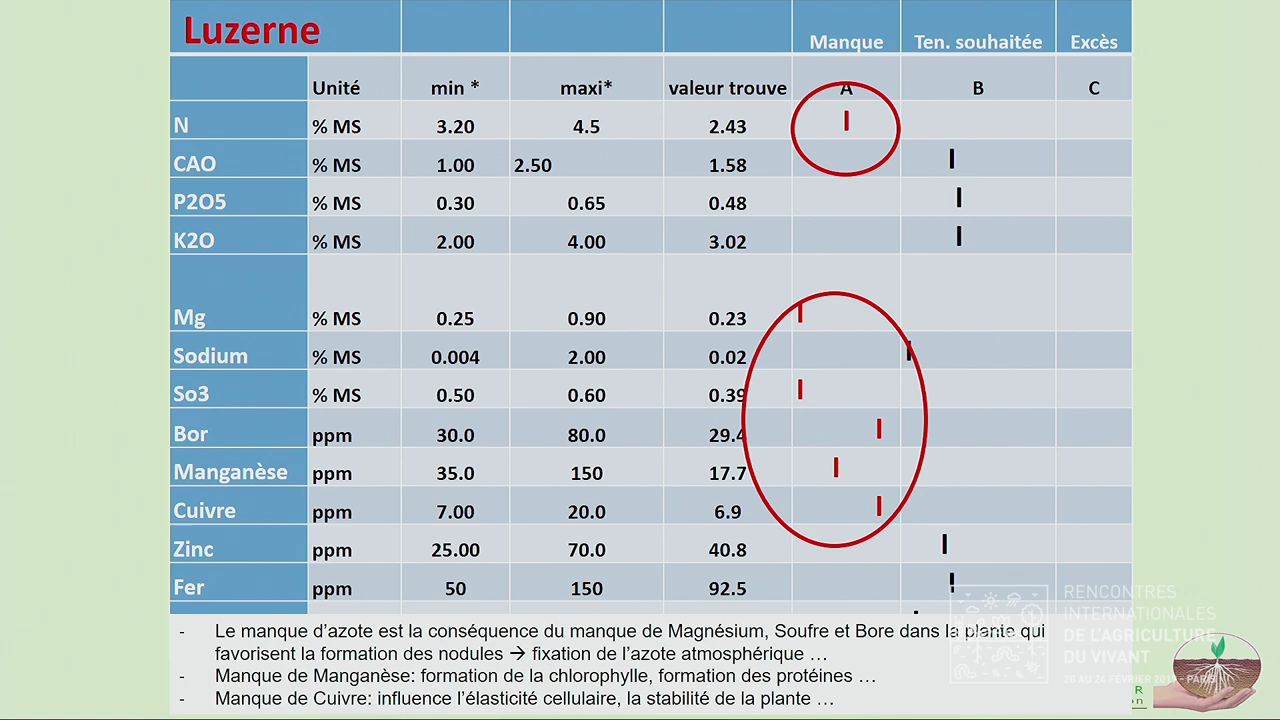 Luzerne Manque Ten. souhaitée Excès
Unité min * maxi* valeur trouve A B C
N % MS 3.20 4.5 2.43
CAO % MS 1.00 2.50 1.58
P2O5 % MS 0.30 0.65 0.48
K2O % MS 2.00 4.00 3.02
Mg % MS 0.25 0.90 0.23
Sodium % MS 0.004 2.00 0.02
So3 % MS 0.50 0.60 0.39
Bor ppm 30.0 80.0 29.4
Manganèse ppm 35.0 150 17.7
Cuivre ppm 7.00 20.0 6.9
Zinc ppm 25.00 70.0 40.8
Fer ppm 50 150 92.5
- Le manque d'azote est la conséquence du manque de Magnésium, Soufre et Bore dans la plante qui
favorisent la formation des nodules → fixation de l'azote atmosphérique …
- Manque de Manganèse: formation de la chlorophylle, formation des protéines …
- Manque de Cuivre: influence l'élasticité cellulaire, la stabilité de la plante …
RENCONTRES
INTERNATIONALES
DE L'AGRICULTURE
DU VIVANT
20 AU 24 FÉVRIER 2019 - PARIS